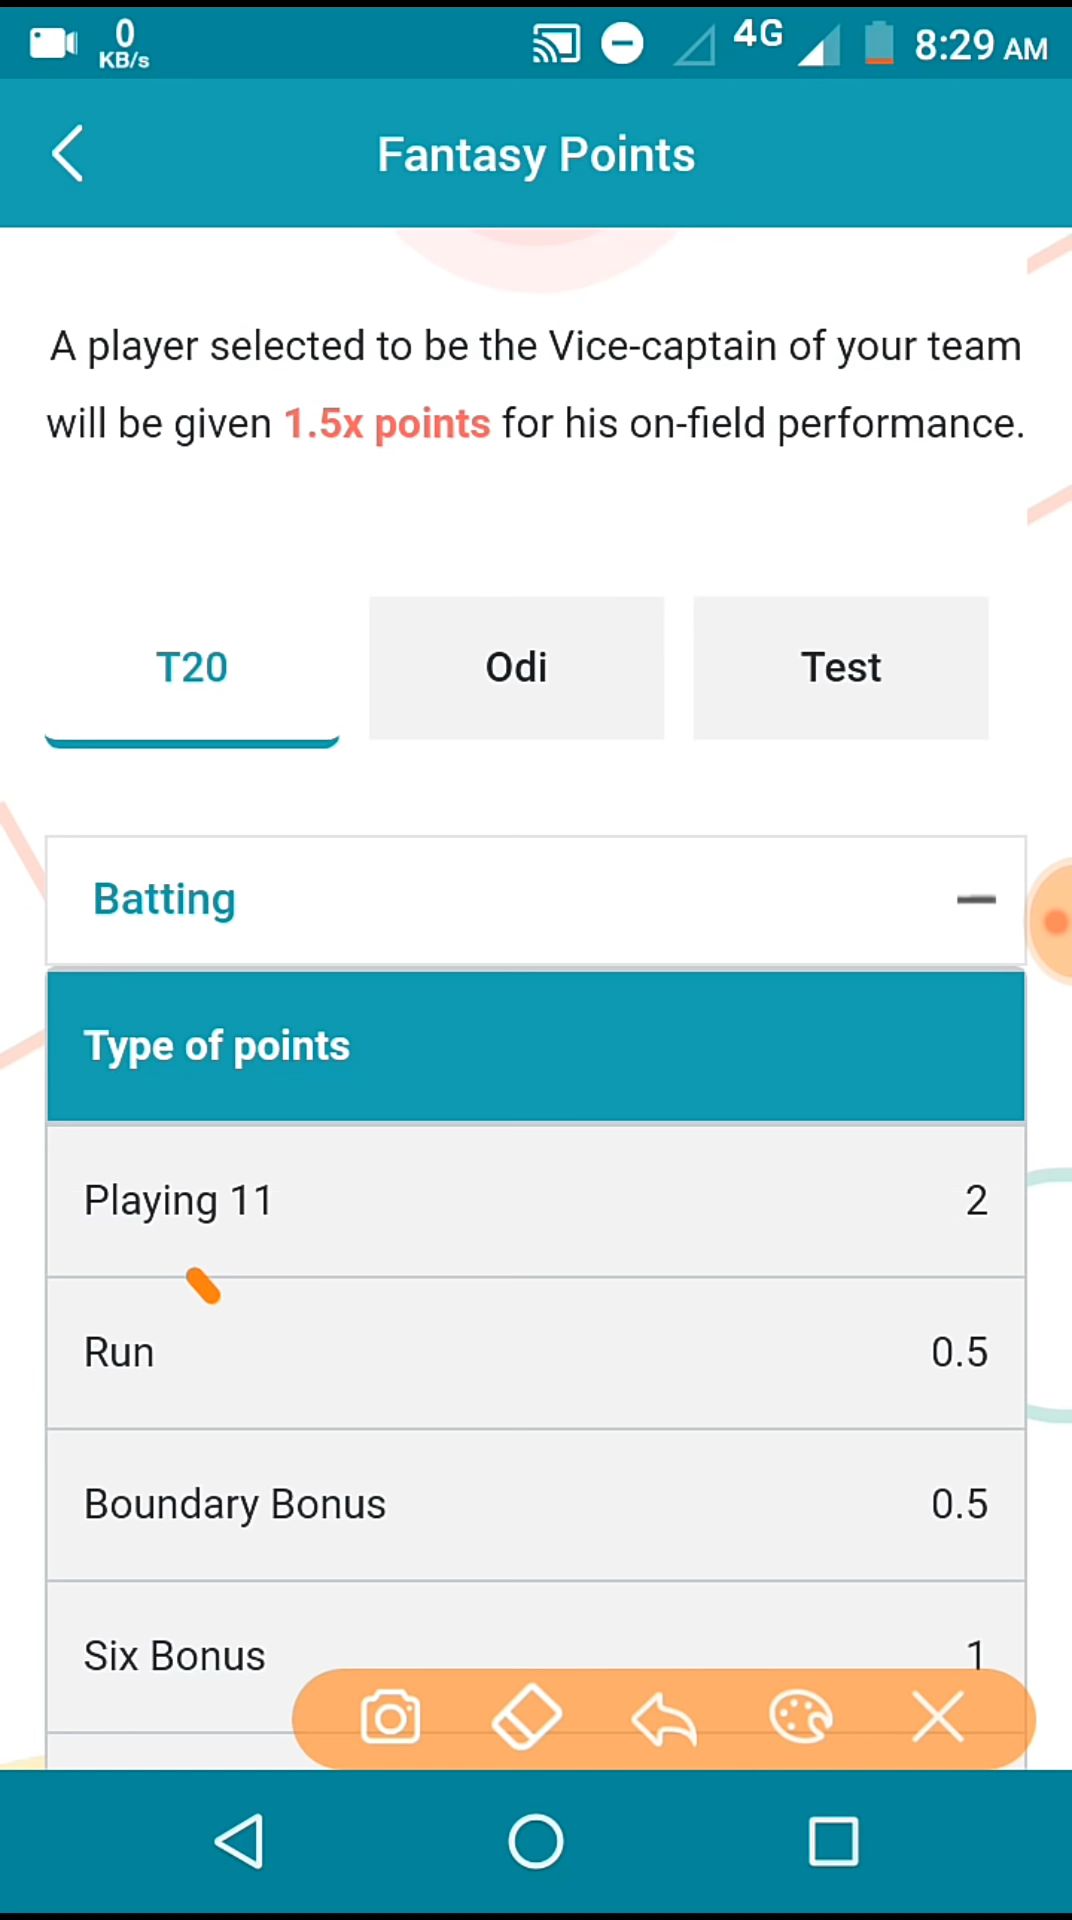 0
KB/s
4G
8:29 AM
Fantasy Points
A player selected to be the Vice-captain of your team
will be given 1.5x points for his on-field performance.
T20 Odi Test
Batting
Type of points
Playing 11 2
Run 0.5
Boundary Bonus 0.5
Six Bonus 1